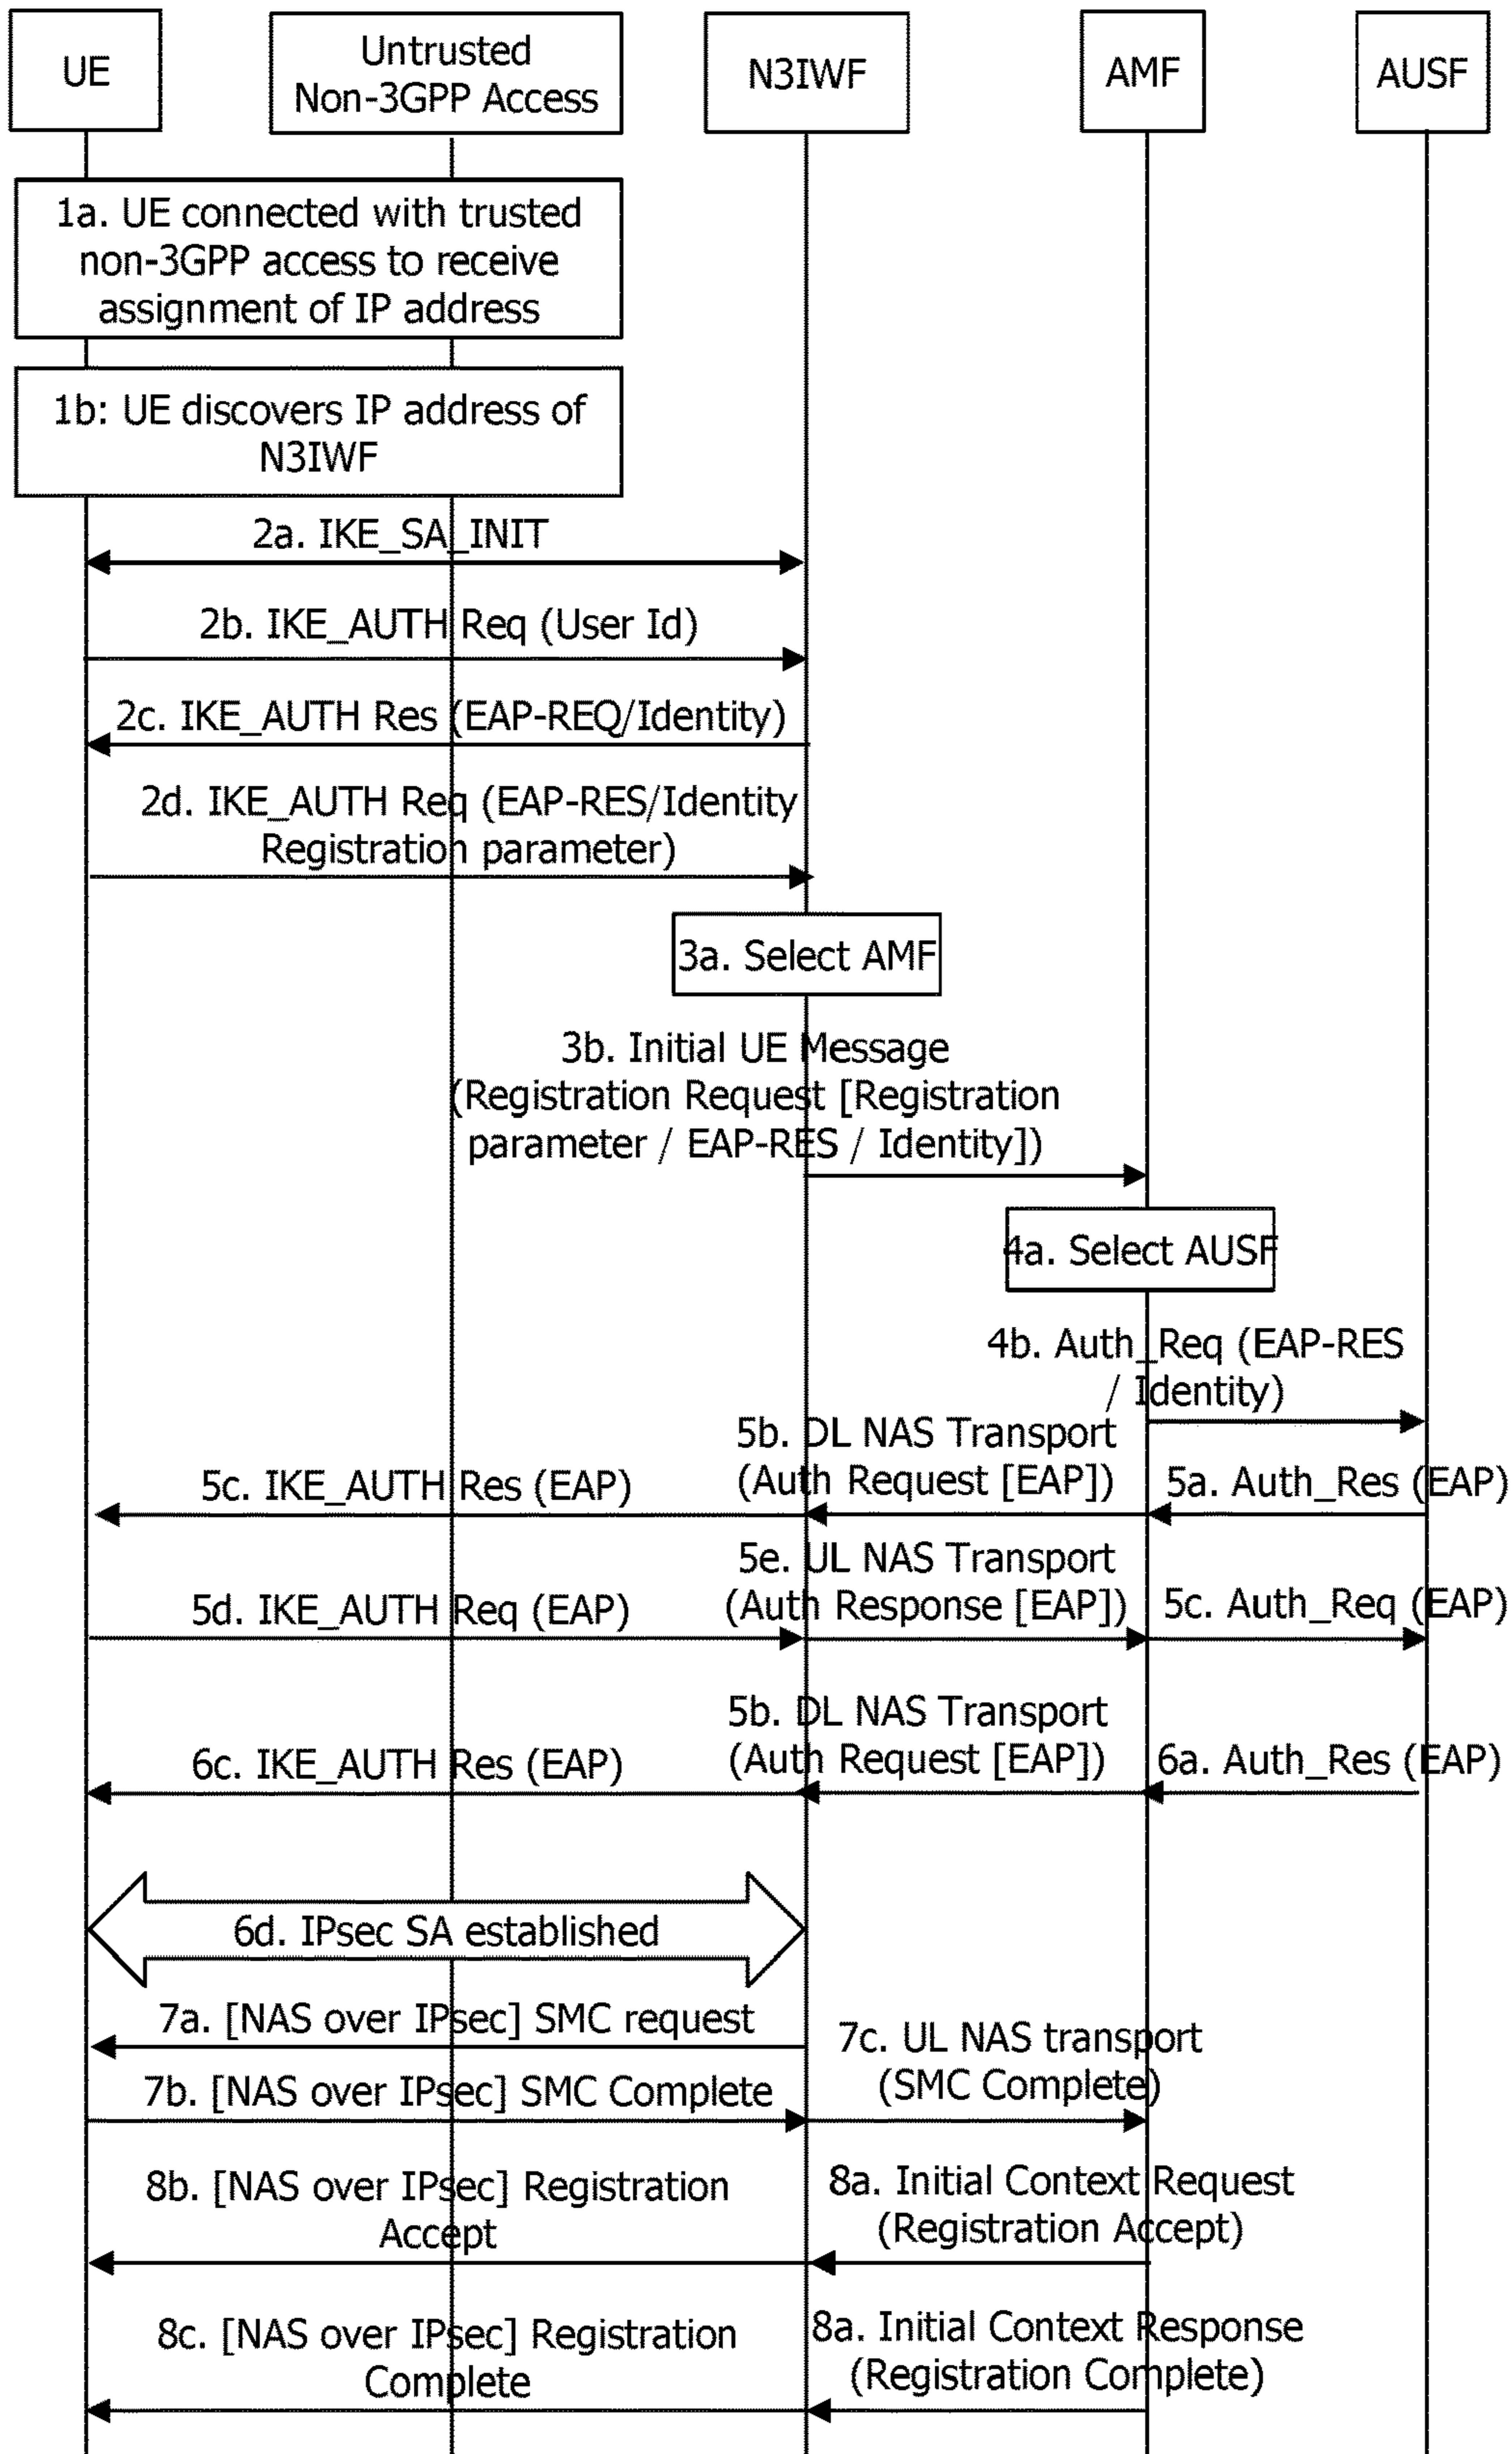 UE
Untrusted
Non-3GPP Access
N3IWF
AMF
AUSF
1a. UE connected with trusted
non-3GPP access to receive
assignment of IP address
1b: UE discovers IP address of
N3IWF
2a. IKE_SA_INIT
2b. IKE_AUTH Req (User Id)
2c. IKE_AUTH Res (EAP-REQ/Identity)
2d. IKE_AUTH Req (EAP-RES/Identity
Registration parameter)
3a. Select AMF
3b. Initial UE Message
(Registration Request [Registration
parameter / EAP-RES / Identity])
4a. Select AUSF
4b. Auth_Req (EAP-RES
/ Identity)
5b. DL NAS Transport
(Auth Request [EAP])
5c. IKE_AUTH Res (EAP)
5a. Auth_Res (EAP)
5e. UL NAS Transport
(Auth Response [EAP])
5d. IKE_AUTH Req (EAP)
5c. Auth_Req (EAP)
5b. DL NAS Transport
(Auth Request [EAP])
6c. IKE_AUTH Res (EAP)
6a. Auth_Res (EAP)
6d. IPsec SA established
7a. [NAS over IPsec] SMC request
7c. UL NAS transport
(SMC Complete)
7b. [NAS over IPsec] SMC Complete
8b. [NAS over IPsec] Registration
Accept
8a. Initial Context Request
(Registration Accept)
8c. [NAS over IPsec] Registration
Complete
8a. Initial Context Response
(Registration Complete)